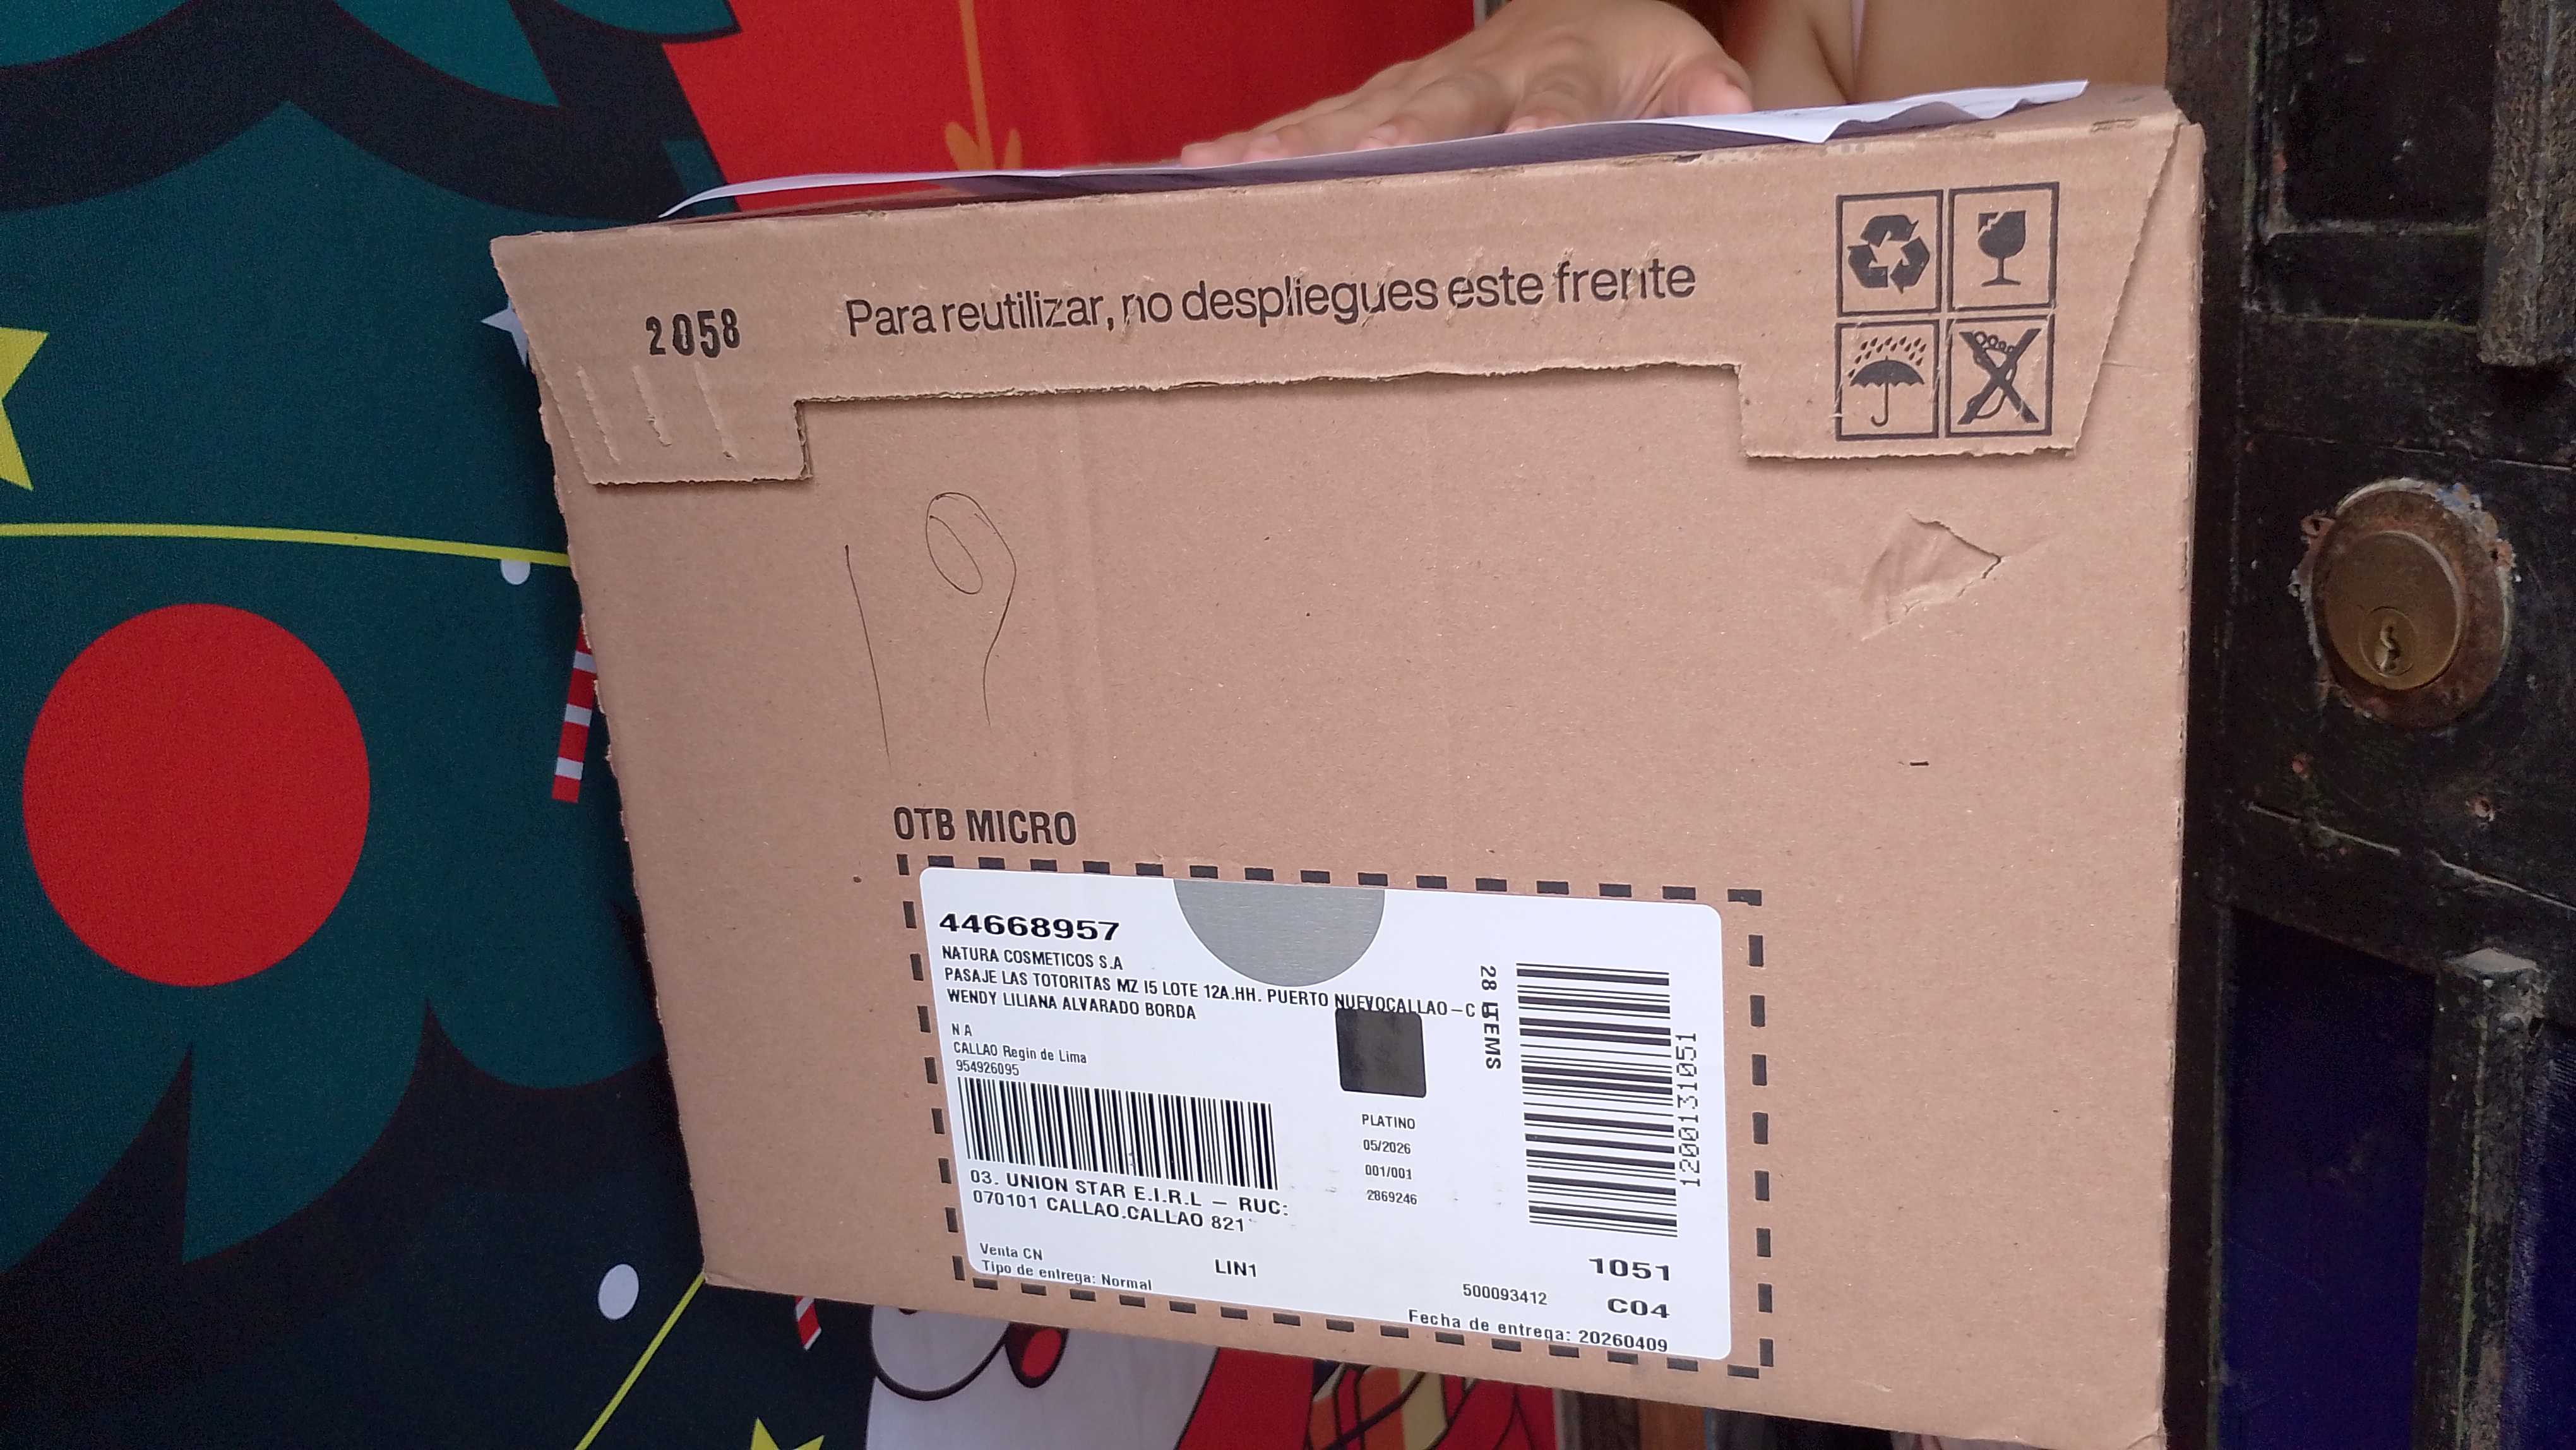 2058
Para reutilizar, no despliegues este frente
19
OTB MICRO
44668957
NATURA COSMETICOS S.A
PASAJE LAS TOTORITAS MZ I5 LOTE 12A.HH. PUERTO NUEVOCALLAO-C
WENDY LILIANA ALVARADO BORDA
N A
CALLAO Regin de Lima
954926095
03. UNION STAR E.I.R.L - RUC:
070101 CALLAO.CALLAO 821
Venta CN
Tipo de entrega: Normal
LIN1
PLATINO
05/2026
001/001
2869246
28 ITEMS
1200131051
1051
500093412
C04
Fecha de entrega: 20260409